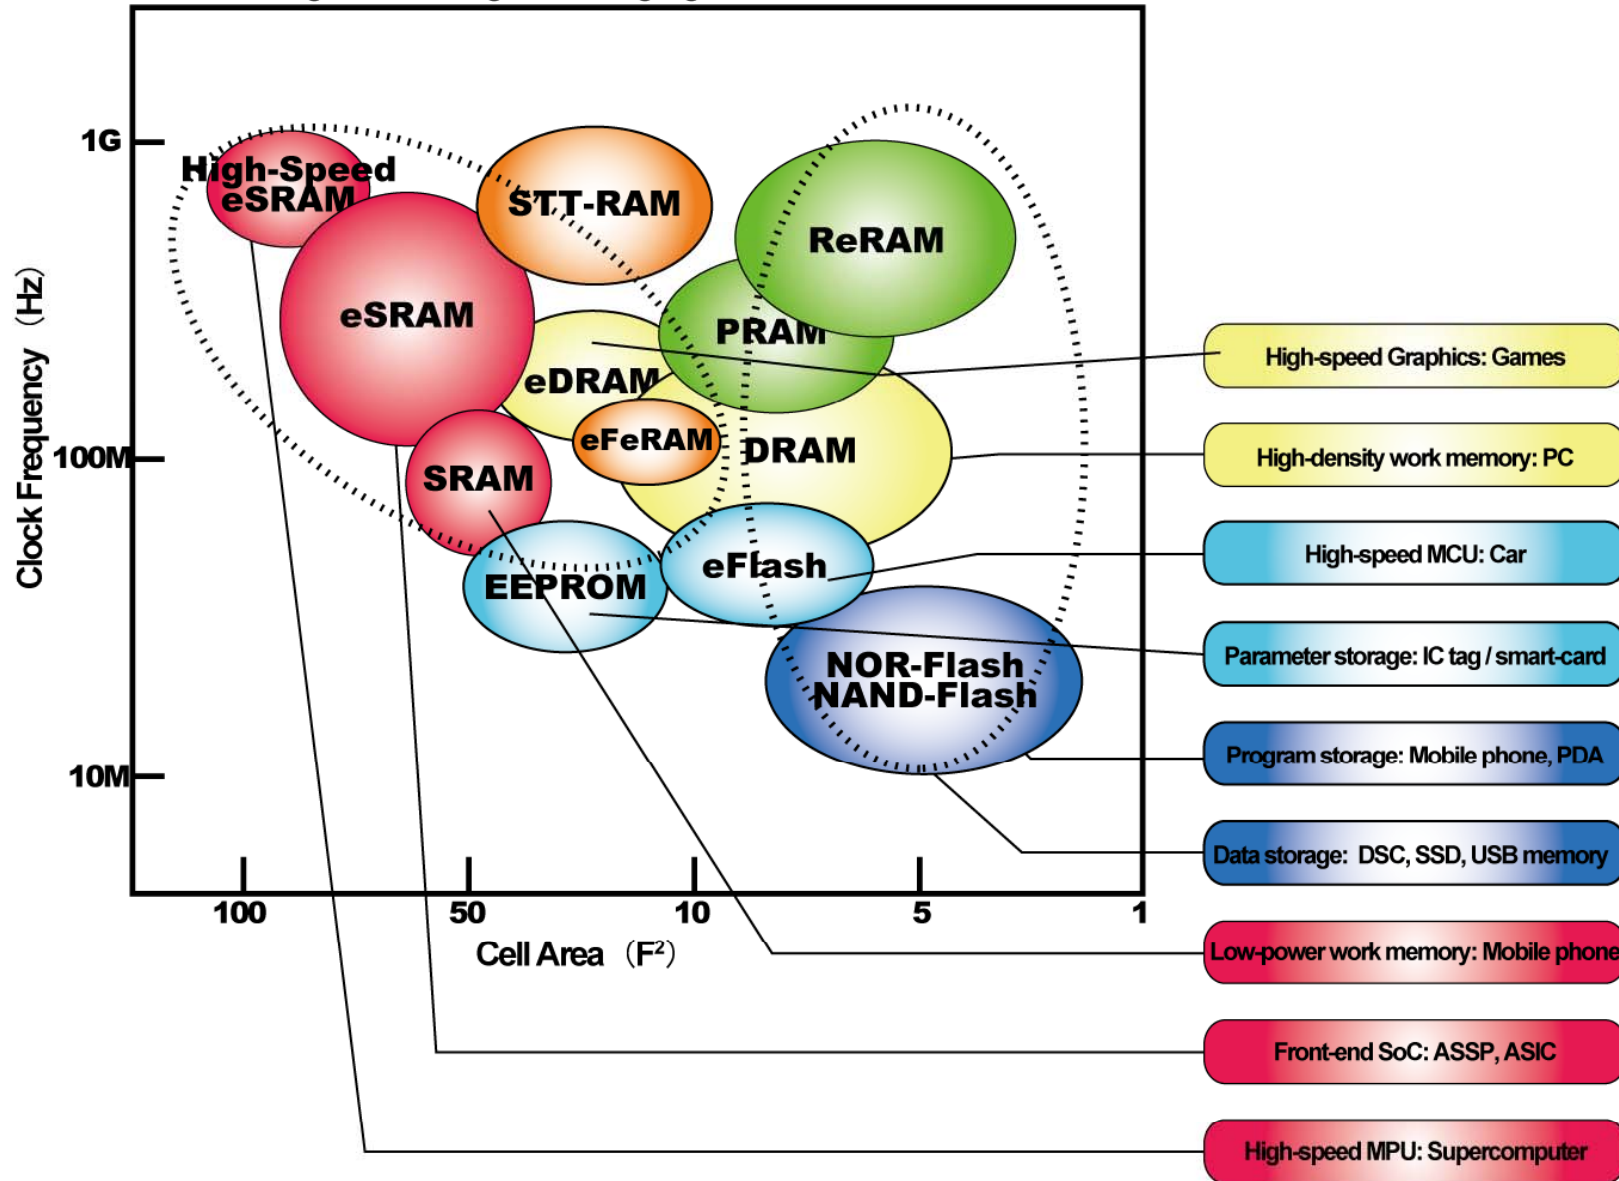 1G
100M
10M
Clock Frequency (Hz)
High-Speed
eSRAM
STT-RAM
ReRAM
eSRAM
PRAM
eDRAM
eFeRAM
DRAM
SRAM
eFlash
EEPROM
NOR-Flash
NAND-Flash
100
50
10
5
1
Cell Area (F²)
High-speed Graphics: Games
High-density work memory: PC
High-speed MCU: Car
Parameter storage: IC tag / smart-card
Program storage: Mobile phone, PDA
Data storage: DSC, SSD, USB memory
Low-power work memory: Mobile phone
Front-end SoC: ASSP, ASIC
High-speed MPU: Supercomputer